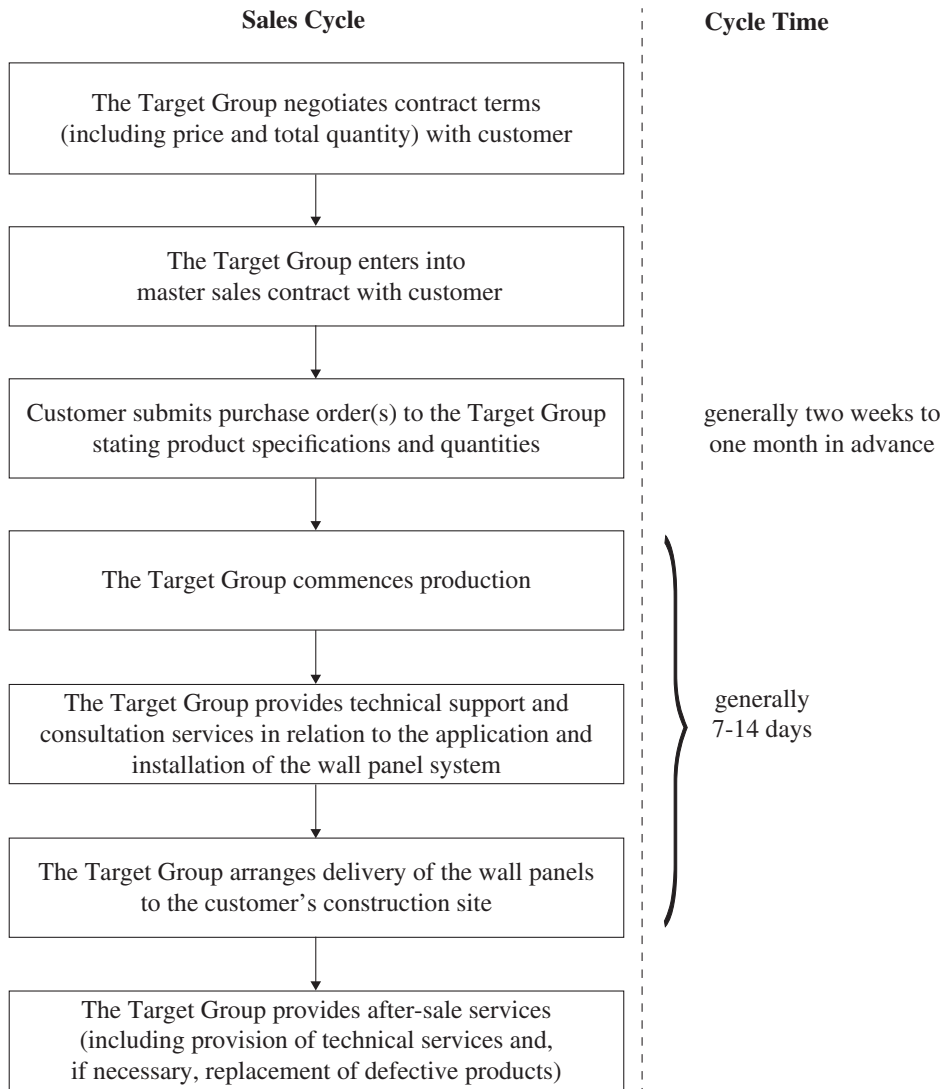 Sales Cycle
Cycle Time
The Target Group negotiates contract terms
(including price and total quantity) with customer
The Target Group enters into
master sales contract with customer
Customer submits purchase order(s) to the Target Group
stating product specifications and quantities
generally two weeks to
one month in advance
The Target Group commences production
The Target Group provides technical support and
consultation services in relation to the application and
installation of the wall panel system
generally
7-14 days
The Target Group arranges delivery of the wall panels
to the customer’s construction site
The Target Group provides after-sale services
(including provision of technical services and,
if necessary, replacement of defective products)